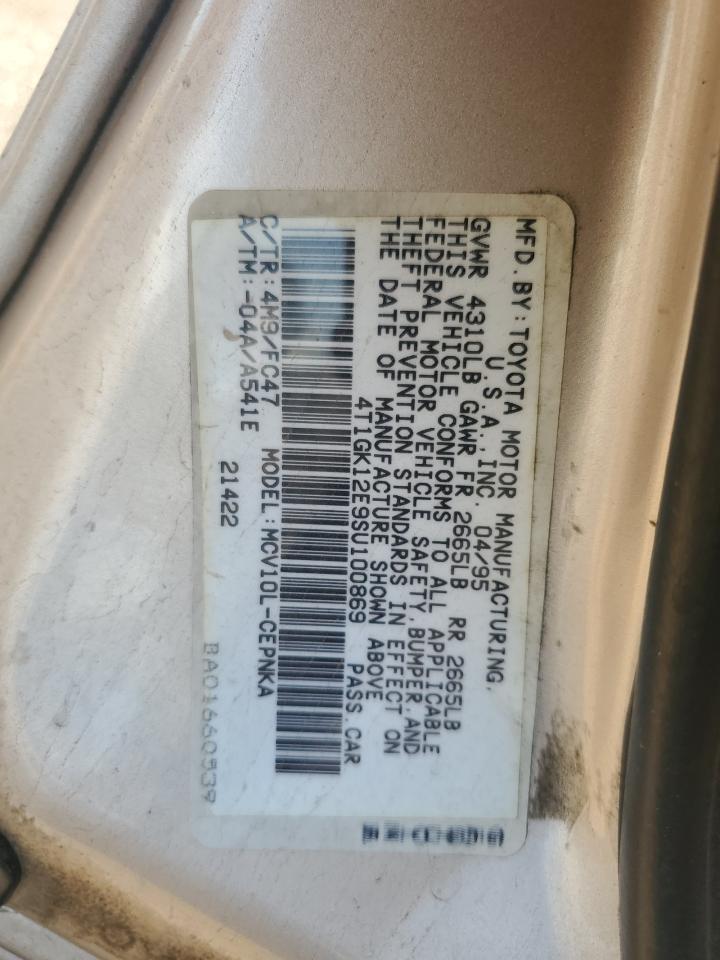 MFD.BY:TOYOTA MOTOR MANUFACTURING,
U.S.A.,INC. 04/95
GVWR 4310LB GAWR FR 2665LB RR 2665LB
THIS VEHICLE CONFORMS TO ALL APPLICABLE
FEDERAL MOTOR VEHICLE SAFETY,BUMPER,AND
THEFT PREVENTION STANDARDS IN EFFECT ON
THE DATE OF MANUFACTURE SHOWN ABOVE
4T1GK12E9SU100869 PASS.CAR
C/TR:4M9/FC47 MODEL:MCV10L-CEPNKA
A/TM:-04A/A541E
21422
BA01660539